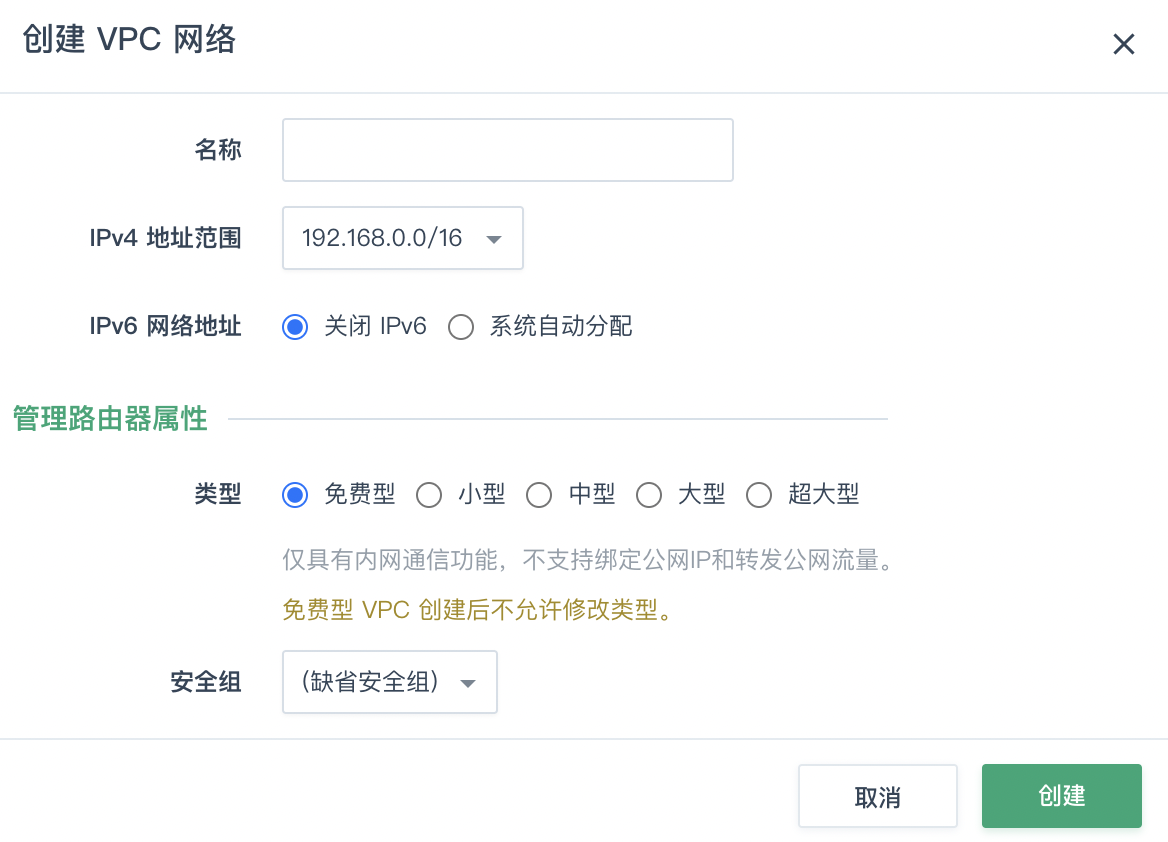 创建 VPC 网络
名称
IPv4 地址范围 192.168.0.0/16
IPv6 网络地址 关闭 IPv6 系统自动分配
管理路由器属性
类型 免费型 小型 中型 大型 超大型
仅具有内网通信功能，不支持绑定公网IP和转发公网流量。
免费型 VPC 创建后不允许修改类型。
安全组 (缺省安全组)
取消 创建